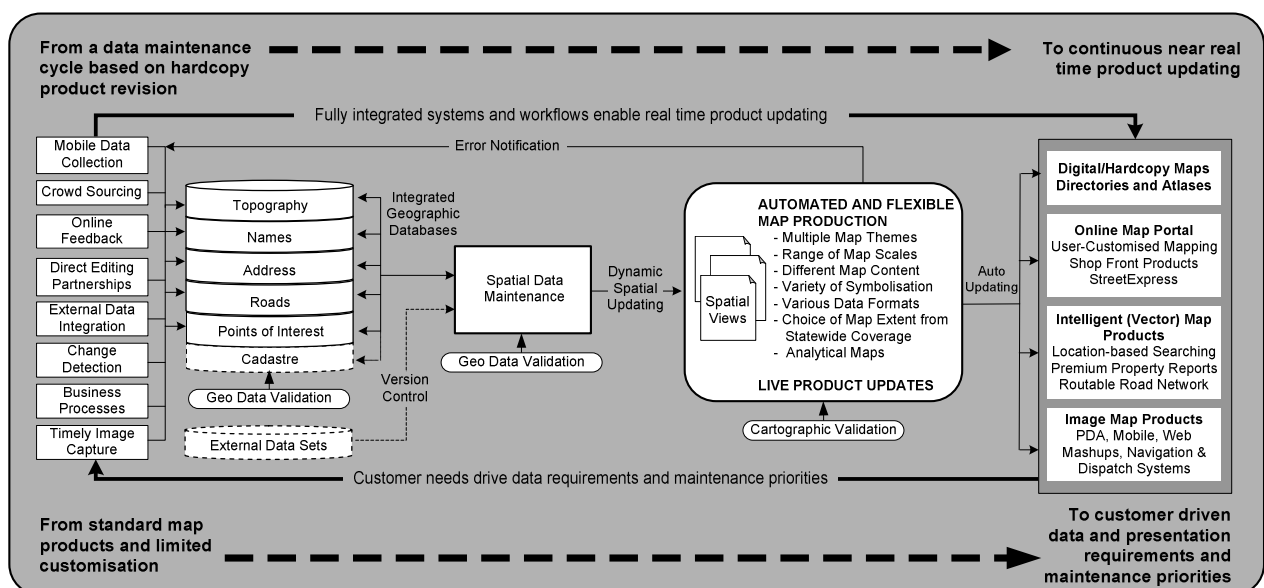 From a data maintenance
cycle based on hardcopy
product revision
To continuous near real
time product updating
Fully integrated systems and workflows enable real time product updating
Error Notification
Mobile Data
Collection
Crowd Sourcing
Online
Feedback
Direct Editing
Partnerships
External Data
Integration
Change
Detection
Business
Processes
Timely Image
Capture
Topography
Names
Address
Roads
Points of Interest
Cadastre
Geo Data Validation
External Data Sets
Integrated
Geographic
Databases
Version
Control
Spatial Data
Maintenance
Geo Data Validation
Dynamic
Spatial
Updating
AUTOMATED AND FLEXIBLE
MAP PRODUCTION
- Multiple Map Themes
- Range of Map Scales
- Different Map Content
- Variety of Symbolisation
- Various Data Formats
- Choice of Map Extent from
Statewide Coverage
- Analytical Maps
Spatial
Views
LIVE PRODUCT UPDATES
Cartographic Validation
Auto
Updating
Digital/Hardcopy Maps
Directories and Atlases
Online Map Portal
User-Customised Mapping
Shop Front Products
StreetExpress
Intelligent (Vector) Map
Products
Location-based Searching
Premium Property Reports
Routable Road Network
Image Map Products
PDA, Mobile, Web
Mashups, Navigation &
Dispatch Systems
Customer needs drive data requirements and maintenance priorities
From standard map
products and limited
customisation
To customer driven
data and presentation
requirements and
maintenance priorities